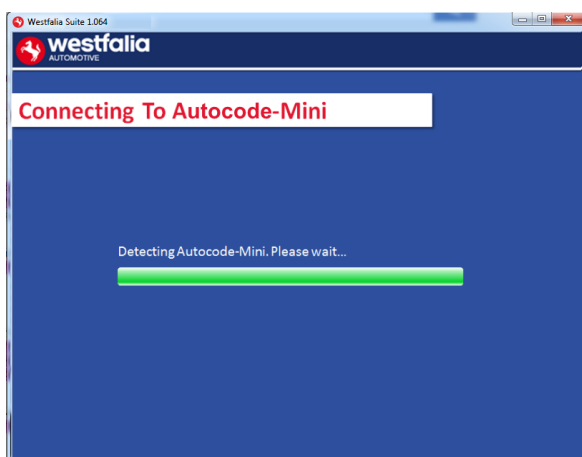 Westfalia Suite 1.064
westfalia
AUTOMOTIVE
Connecting To Autocode-Mini
Detecting Autocode-Mini. Please wait...